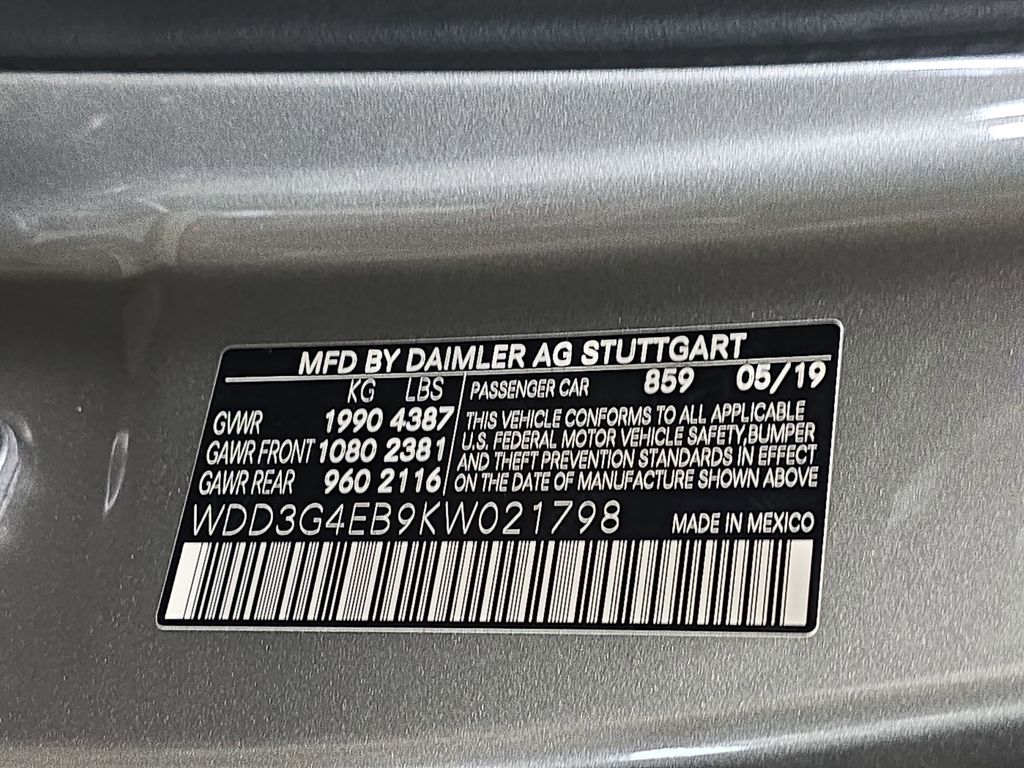 MFD BY DAIMLER AG STUTTGART
KG LBS
GVWR 1990 4387
GAWR FRONT 1080 2381
GAWR REAR 960 2116
PASSENGER CAR 859 05/19
THIS VEHICLE CONFORMS TO ALL APPLICABLE
U.S. FEDERAL MOTOR VEHICLE SAFETY,BUMPER
AND THEFT PREVENTION STANDARDS IN EFFECT
ON THE DATE OF MANUFACTURE SHOWN ABOVE
WDD3G4EB9KW021798 MADE IN MEXICO